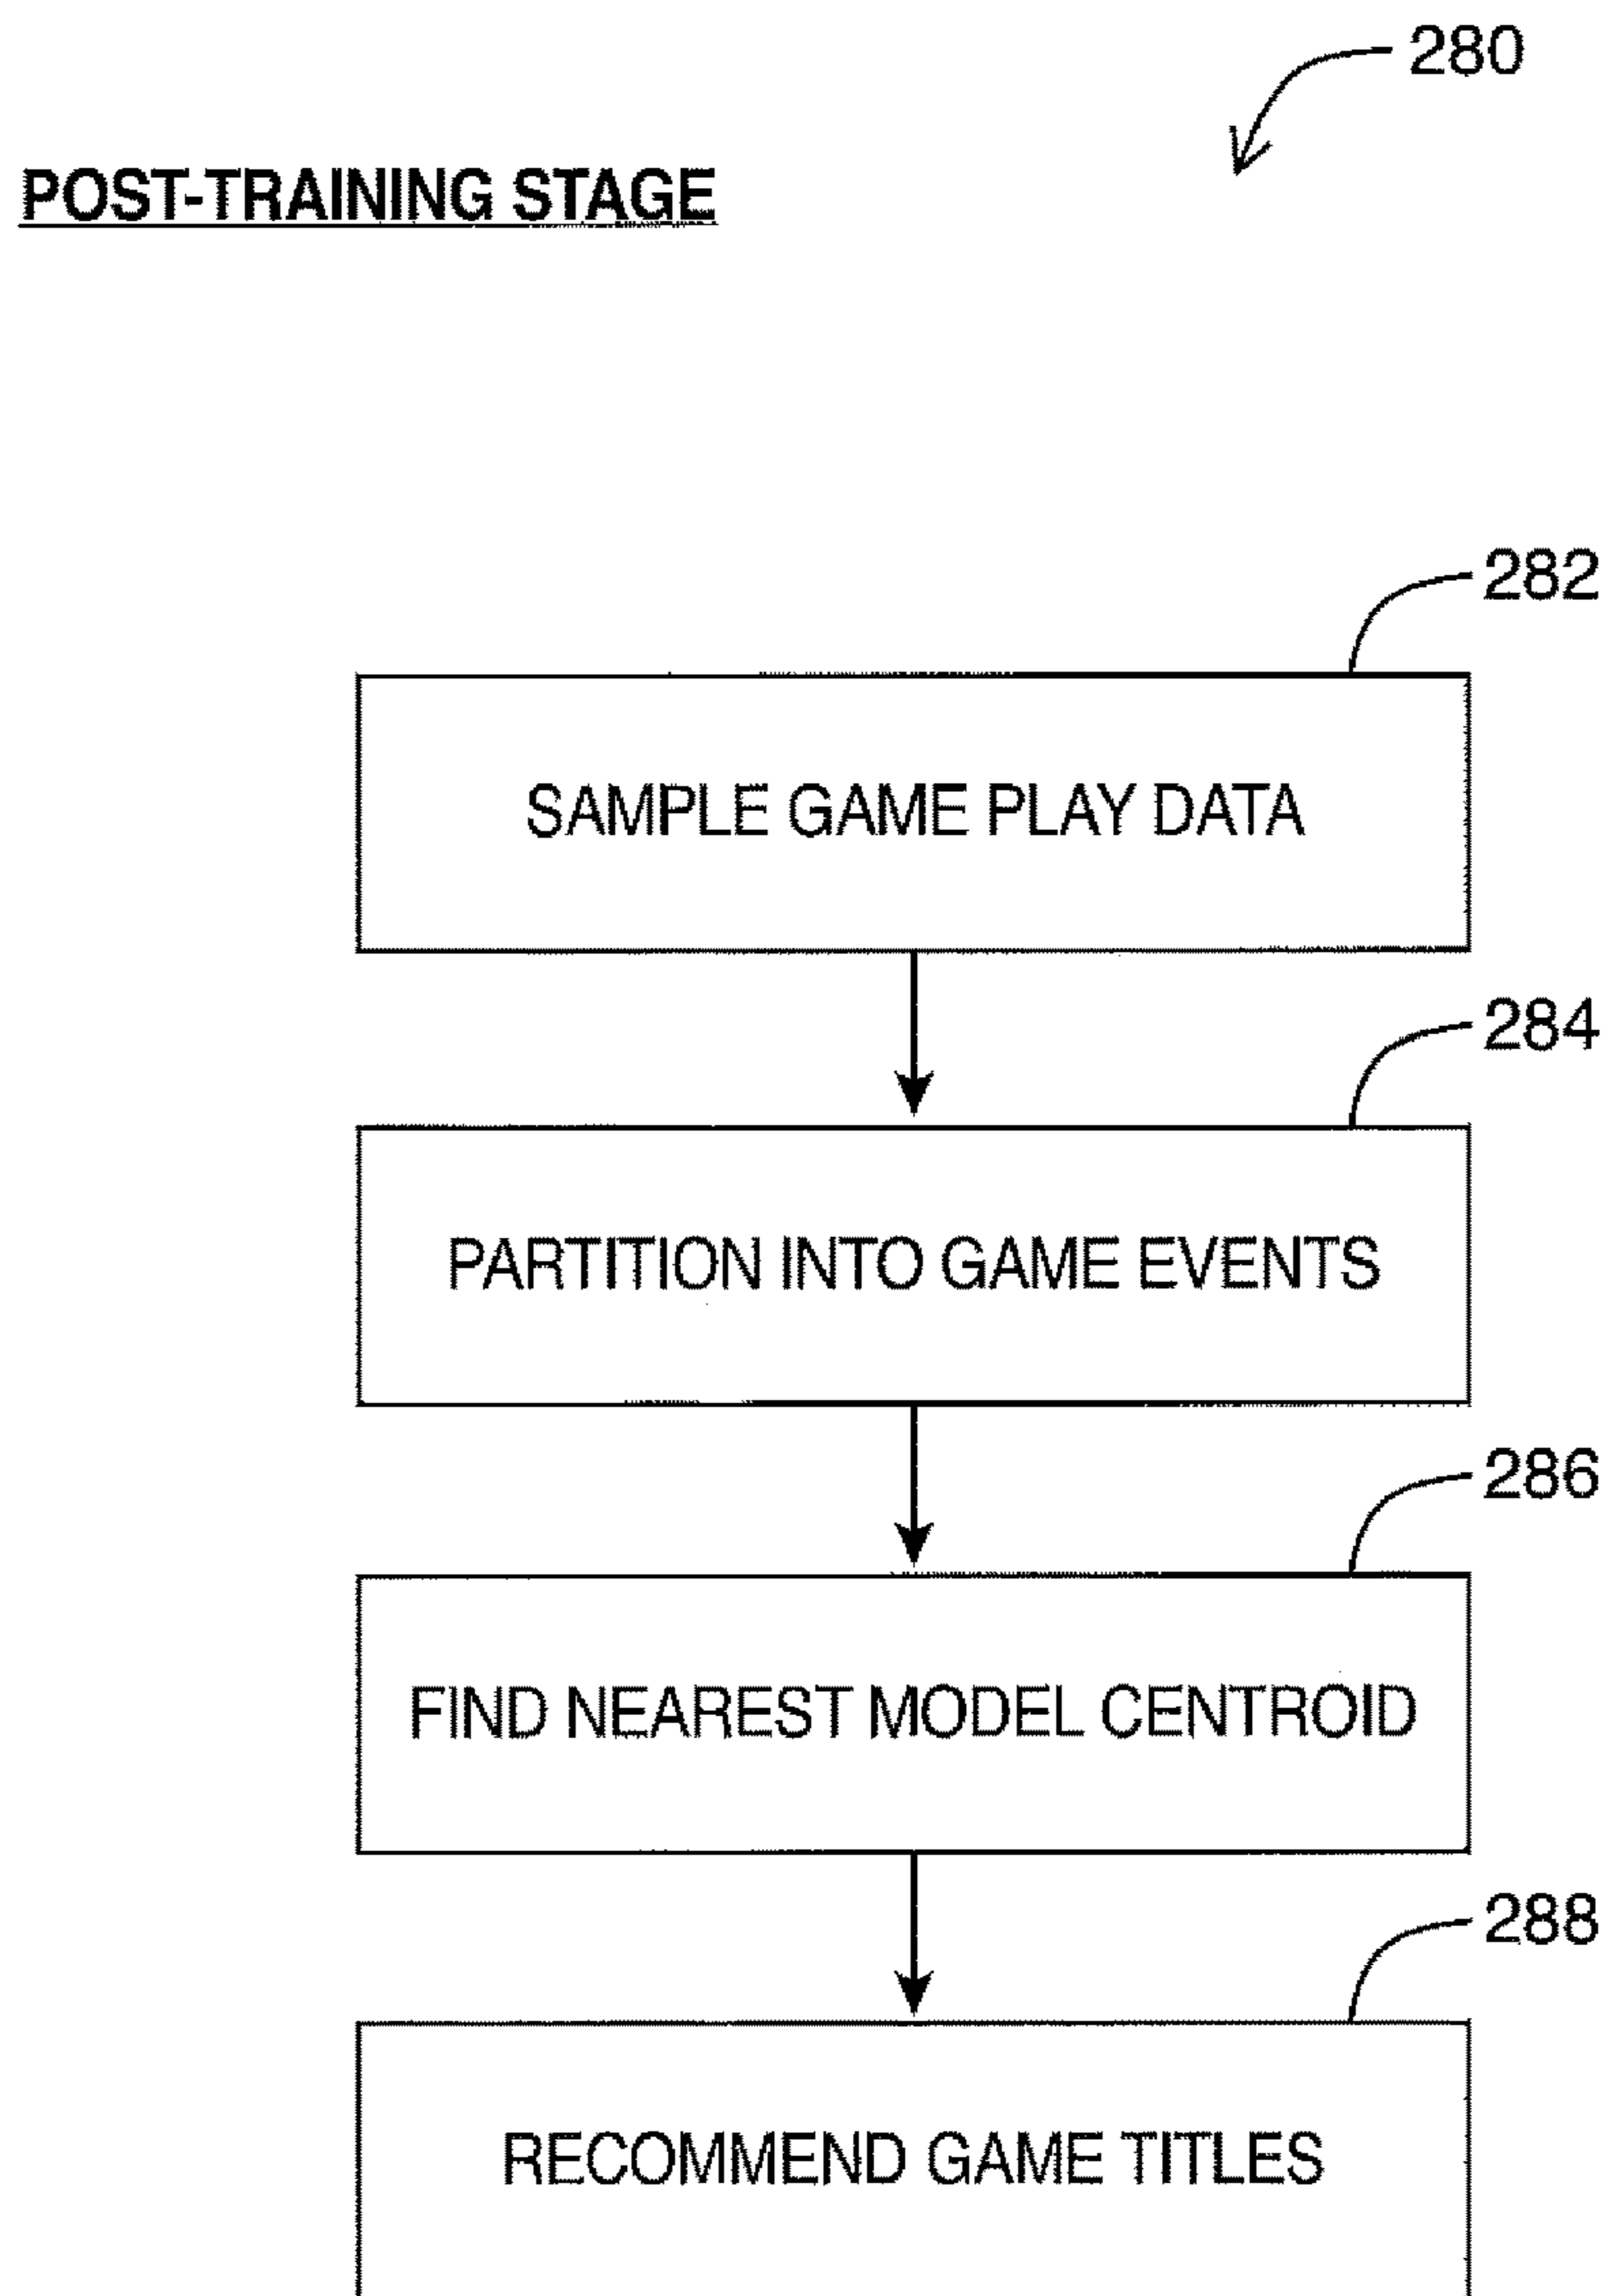 280
POST-TRAINING STAGE
282
SAMPLE GAME PLAY DATA
284
PARTITION INTO GAME EVENTS
286
FIND NEAREST MODEL CENTROID
288
RECOMMEND GAME TITLES